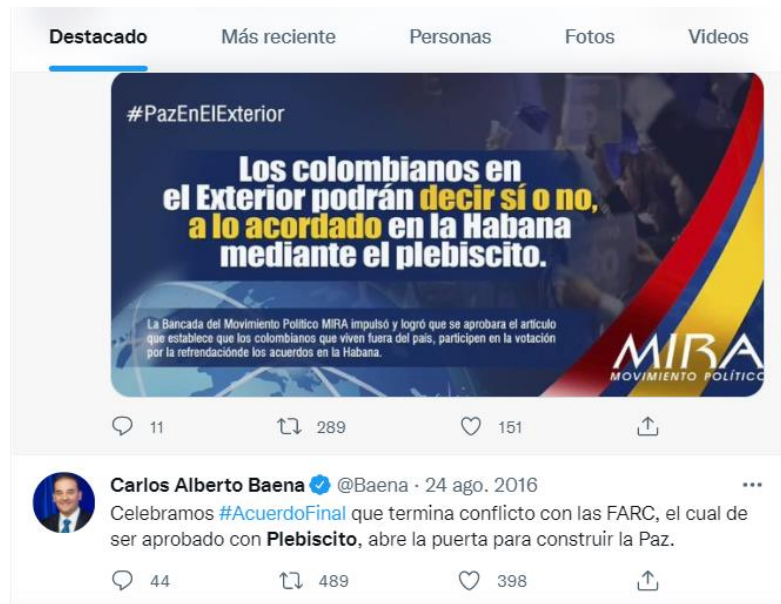 Destacado Más reciente Personas Fotos Videos
#PazEnElExterior
Los colombianos en
el Exterior podrán decir sí o no,
a lo acordado en la Habana
mediante el plebiscito.
La Bancada del Movimiento Político MIRA impulsó y logró que se aprobara el artículo
que establece que los colombianos que viven fuera del país, participen en la votación
por la refrendaciónde los acuerdos en la Habana.
MIRA
MOVIMIENTO POLÍTICO
11 289 151
Carlos Alberto Baena @Baena · 24 ago. 2016
Celebramos #AcuerdoFinal que termina conflicto con las FARC, el cual de
ser aprobado con Plebiscito, abre la puerta para construir la Paz.
44 489 398